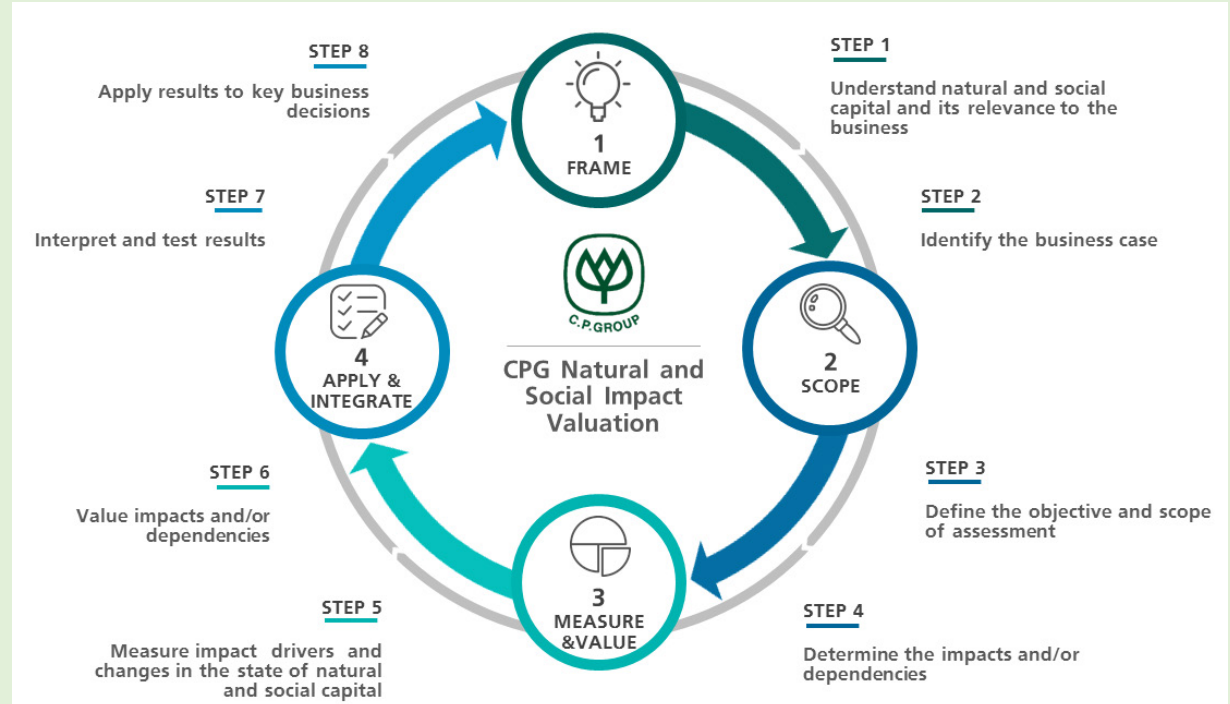 1
FRAME
STEP 1
Understand natural and social
capital and its relevance to the
business
STEP 2
Identify the business case
2
SCOPE
STEP 3
Define the objective and scope
of assessment
STEP 4
Determine the impacts and/or
dependencies
3
MEASURE
&VALUE
STEP 5
Measure impact drivers and
changes in the state of natural
and social capital
STEP 6
Value impacts and/or
dependencies
4
APPLY &
INTEGRATE
STEP 7
Interpret and test results
STEP 8
Apply results to key business
decisions
C.P.GROUP
CPG Natural and
Social Impact
Valuation